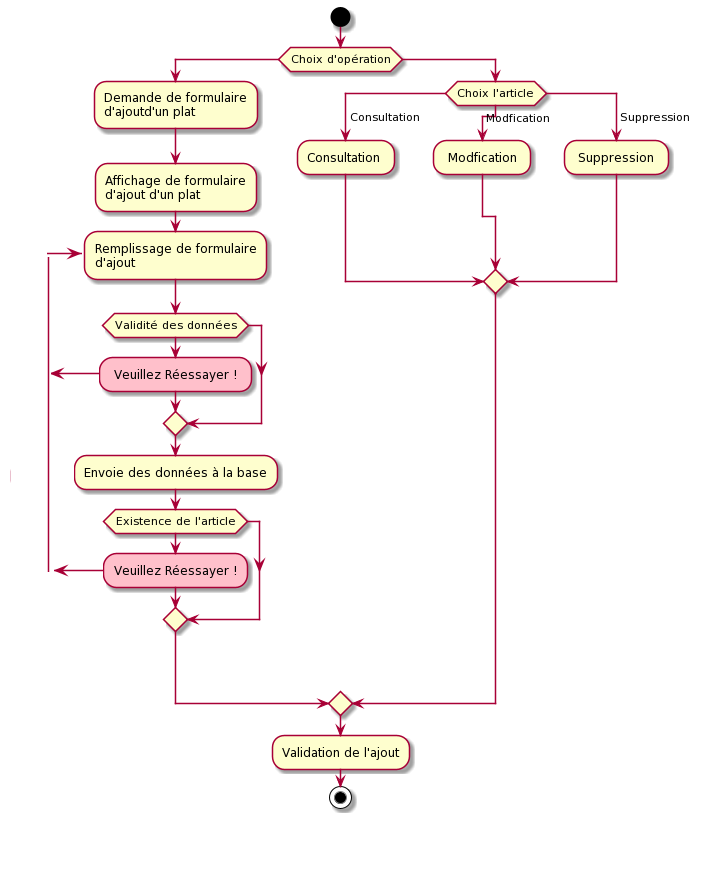 Choix d'opération
Demande de formulaire
d'ajoutd'un plat
Affichage de formulaire
d'ajout d'un plat
Remplissage de formulaire
d'ajout
Validité des données
Veuillez Réessayer !
Envoie des données à la base
Existence de l'article
Veuillez Réessayer !
Choix l'article
Consultation
Modfication
Suppression
Consultation
Modfication
Suppression
Validation de l'ajout